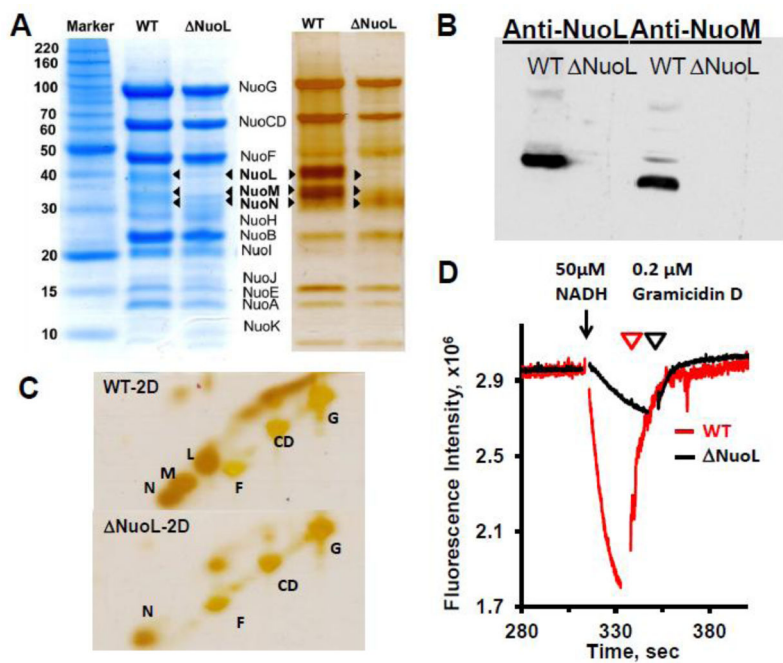 A
Marker WT ΔNuoL WT ΔNuoL
220
160
100
70
60
50
40
30
20
15
10
NuoG
NuoCD
NuoF
NuoL
NuoM
NuoN
NuoH
NuoB
NuoI
NuoJ
NuoE
NuoA
NuoK
B
Anti-NuoL Anti-NuoM
WT ΔNuoL WT ΔNuoL
C
WT-2D
G
CD
L
M
F
N
ΔNuoL-2D
G
CD
N
F
D
50μM 0.2 μM
NADH Gramicidin D
Fluorescence Intensity, x10⁶
2.9
2.5
2.1
1.7
WT
ΔNuoL
280 330 380
Time, sec